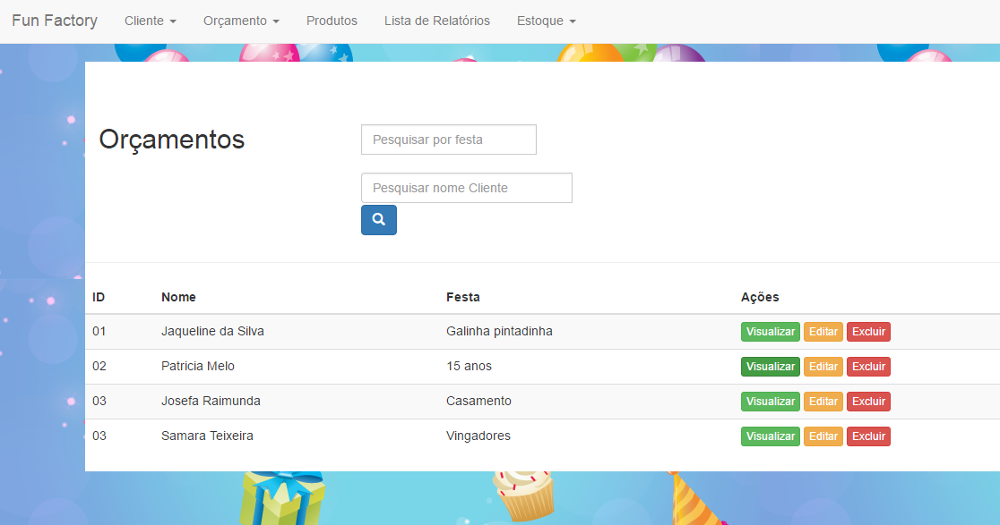 Fun Factory Cliente Orçamento Produtos Lista de Relatórios Estoque
Orçamentos
Pesquisar por festa
Pesquisar nome Cliente
ID Nome Festa Ações
01 Jaqueline da Silva Galinha pintadinha Visualizar Editar Excluir
02 Patricia Melo 15 anos Visualizar Editar Excluir
03 Josefa Raimunda Casamento Visualizar Editar Excluir
03 Samara Teixeira Vingadores Visualizar Editar Excluir